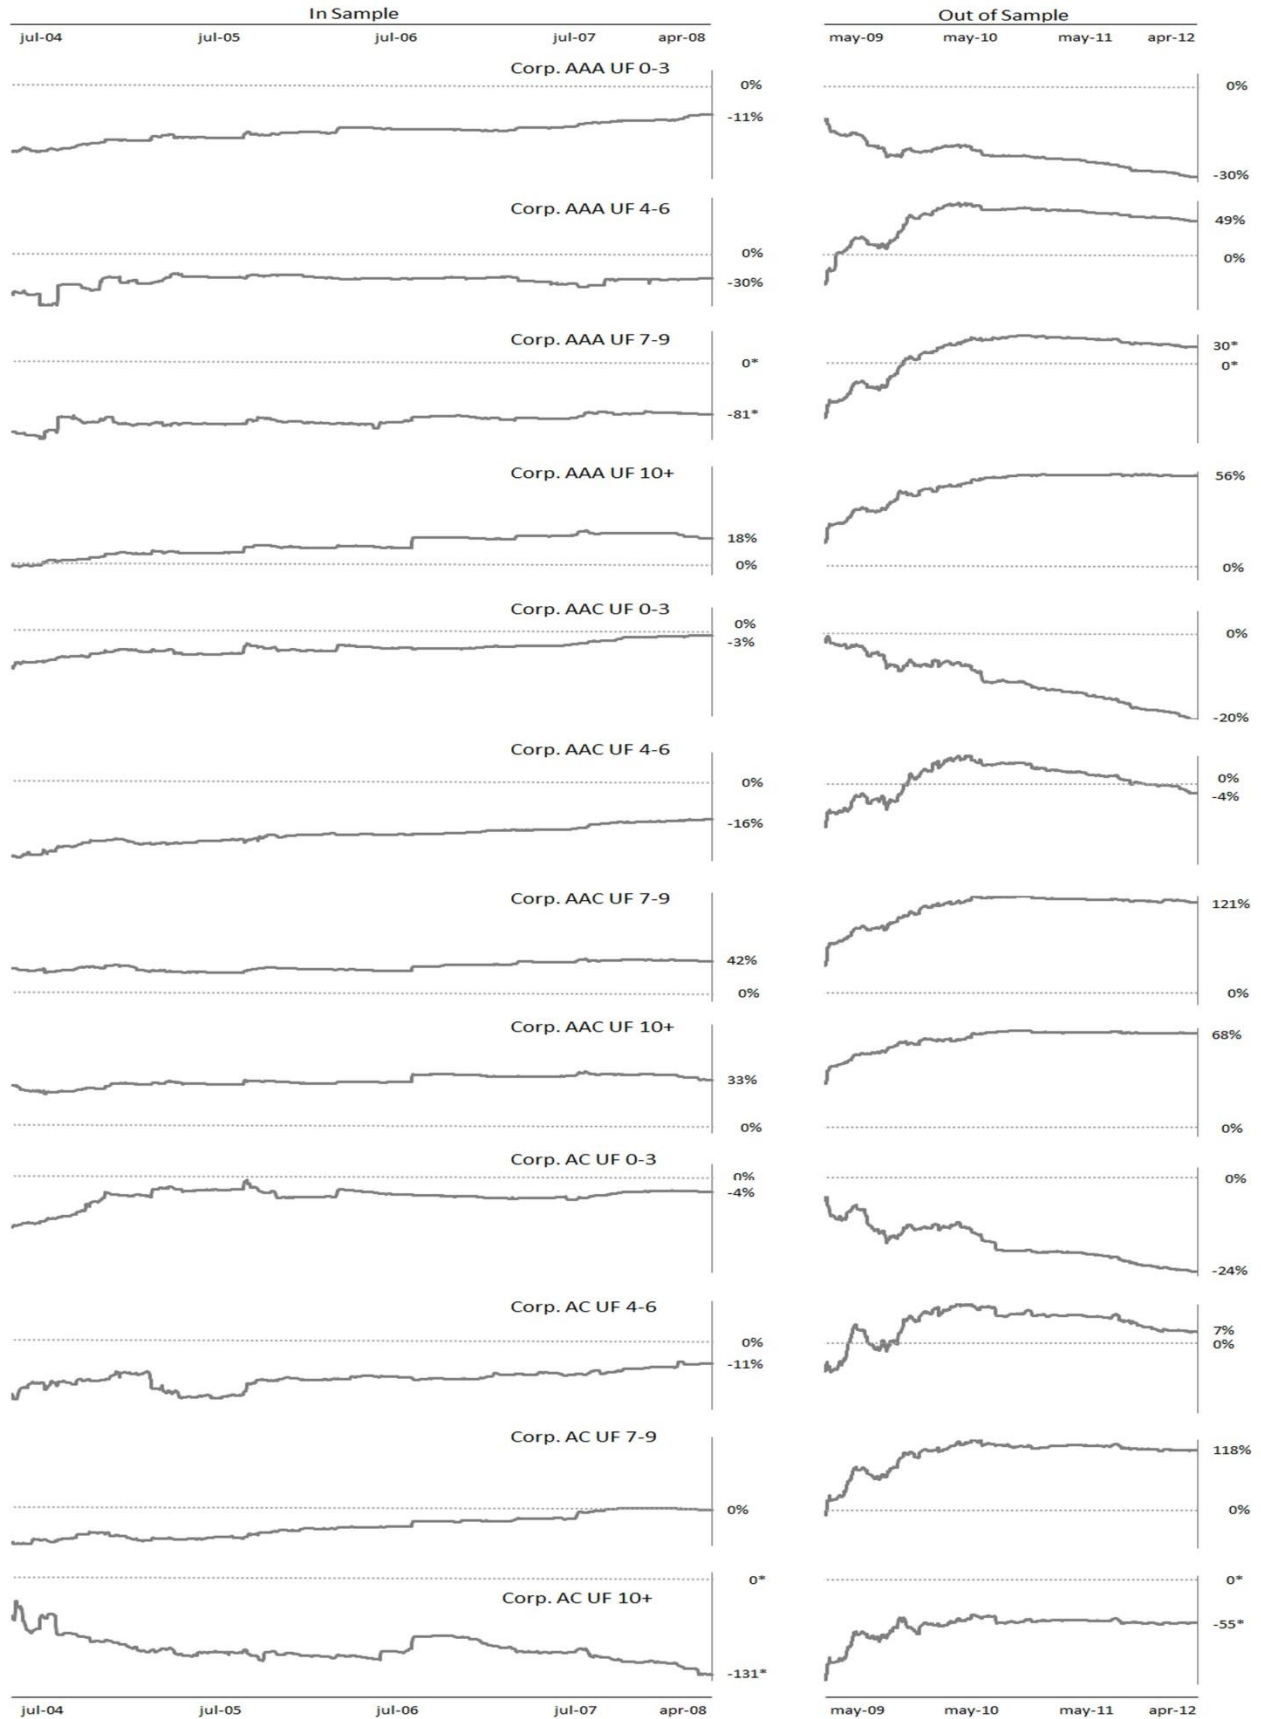 In Sample Out of Sample
jul-04 jul-05 jul-06 jul-07 apr-08 may-09 may-10 may-11 apr-12
Corp. AAA UF 0-3
0% 0%
-11%
-30%
Corp. AAA UF 4-6
49%
0% 0%
-30%
Corp. AAA UF 7-9
30*
0* 0*
-81*
Corp. AAA UF 10+
56%
18%
0% 0%
Corp. AAC UF 0-3
0% 0%
-3%
-20%
Corp. AAC UF 4-6
0% 0%
-4%
-16%
Corp. AAC UF 7-9
121%
42%
0% 0%
Corp. AAC UF 10+
68%
33%
0% 0%
Corp. AC UF 0-3
0% 0%
-4%
-24%
Corp. AC UF 4-6
7%
0% 0%
-11%
Corp. AC UF 7-9
118%
0% 0%
0* 0*
Corp. AC UF 10+
-55*
-131*
jul-04 jul-05 jul-06 jul-07 apr-08 may-09 may-10 may-11 apr-12